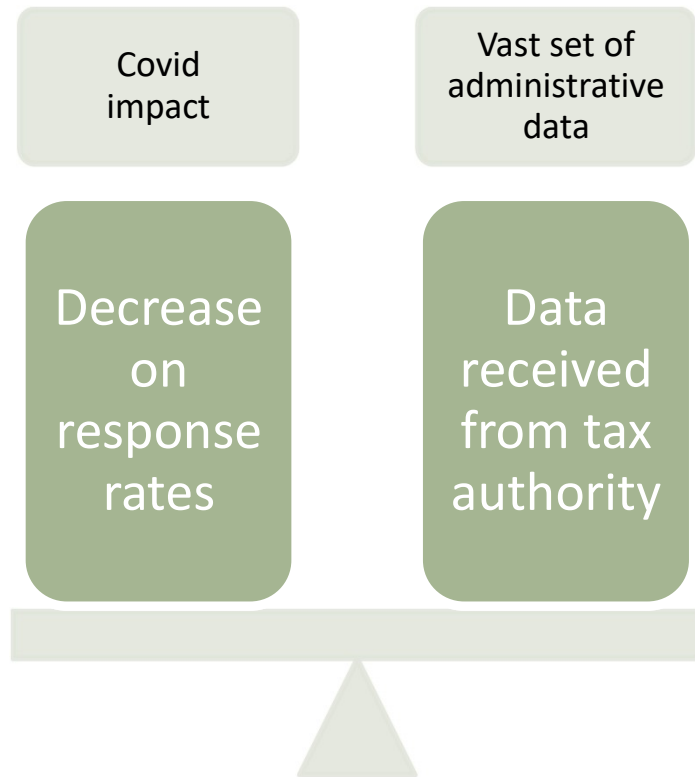 Covid
impact
Vast set of
administrative
data
Decrease
on
response
rates
Data
received
from tax
authority